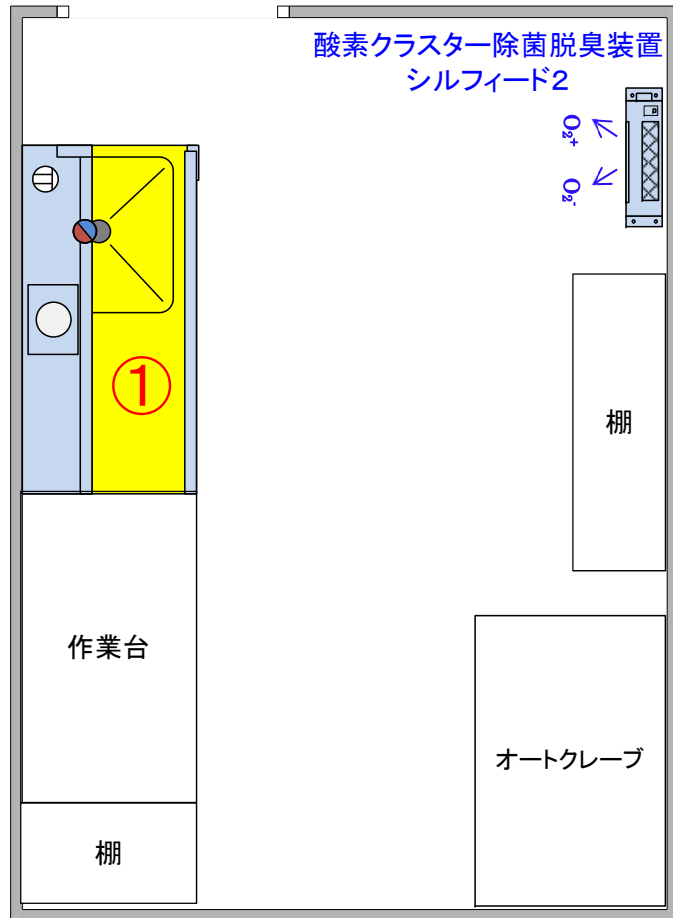 酸素クラスター除菌脱臭装置
シルフィード2
O₂+
O₂-
①
棚
作業台
オートクレーブ
棚